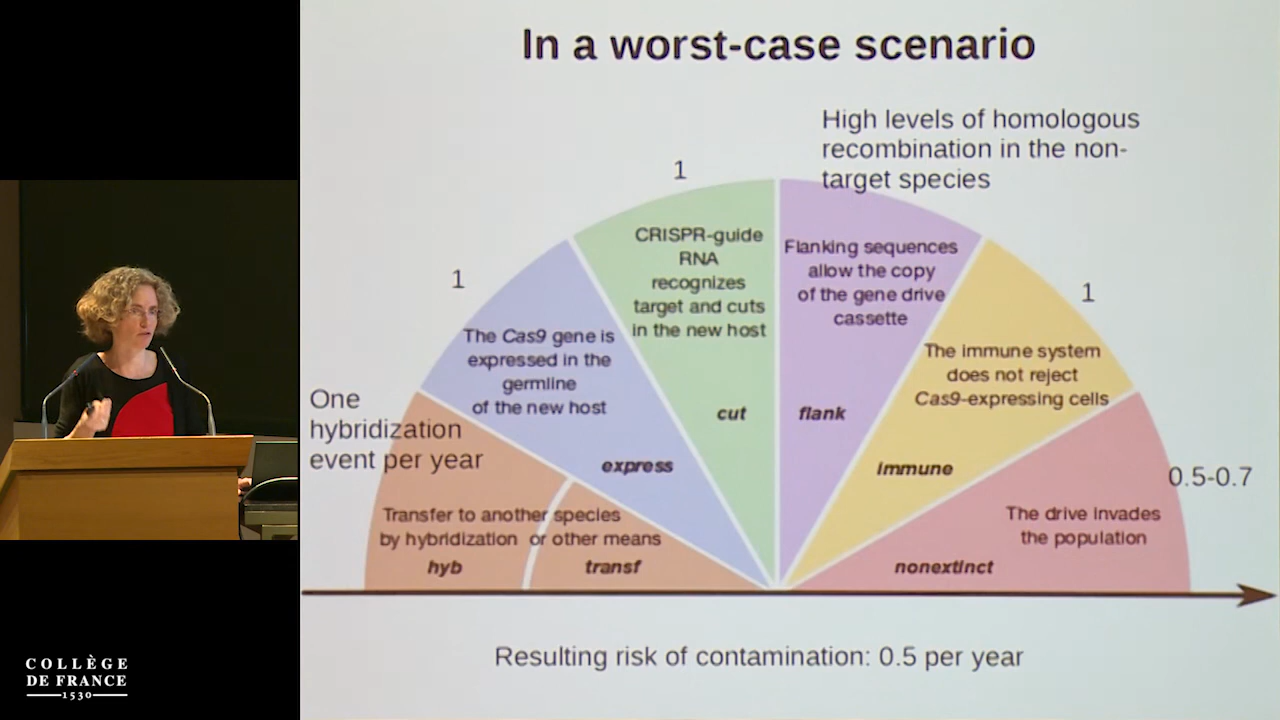 In a worst-case scenario
High levels of homologous
recombination in the non-
target species
1
CRISPR-guide
RNA
recognizes
target and cuts
in the new host
cut
Flanking sequences
allow the copy
of the gene drive
cassette
flank
1
The Cas9 gene is
expressed in the
germline
of the new host
express
1
The immune system
does not reject
Cas9-expressing cells
immune
One
hybridization
event per year
Transfer to another species
by hybridization or other means
hyb
transf
0.5-0.7
The drive invades
the population
nonextinct
Resulting risk of contamination: 0.5 per year
COLLÈGE
DE FRANCE
1530